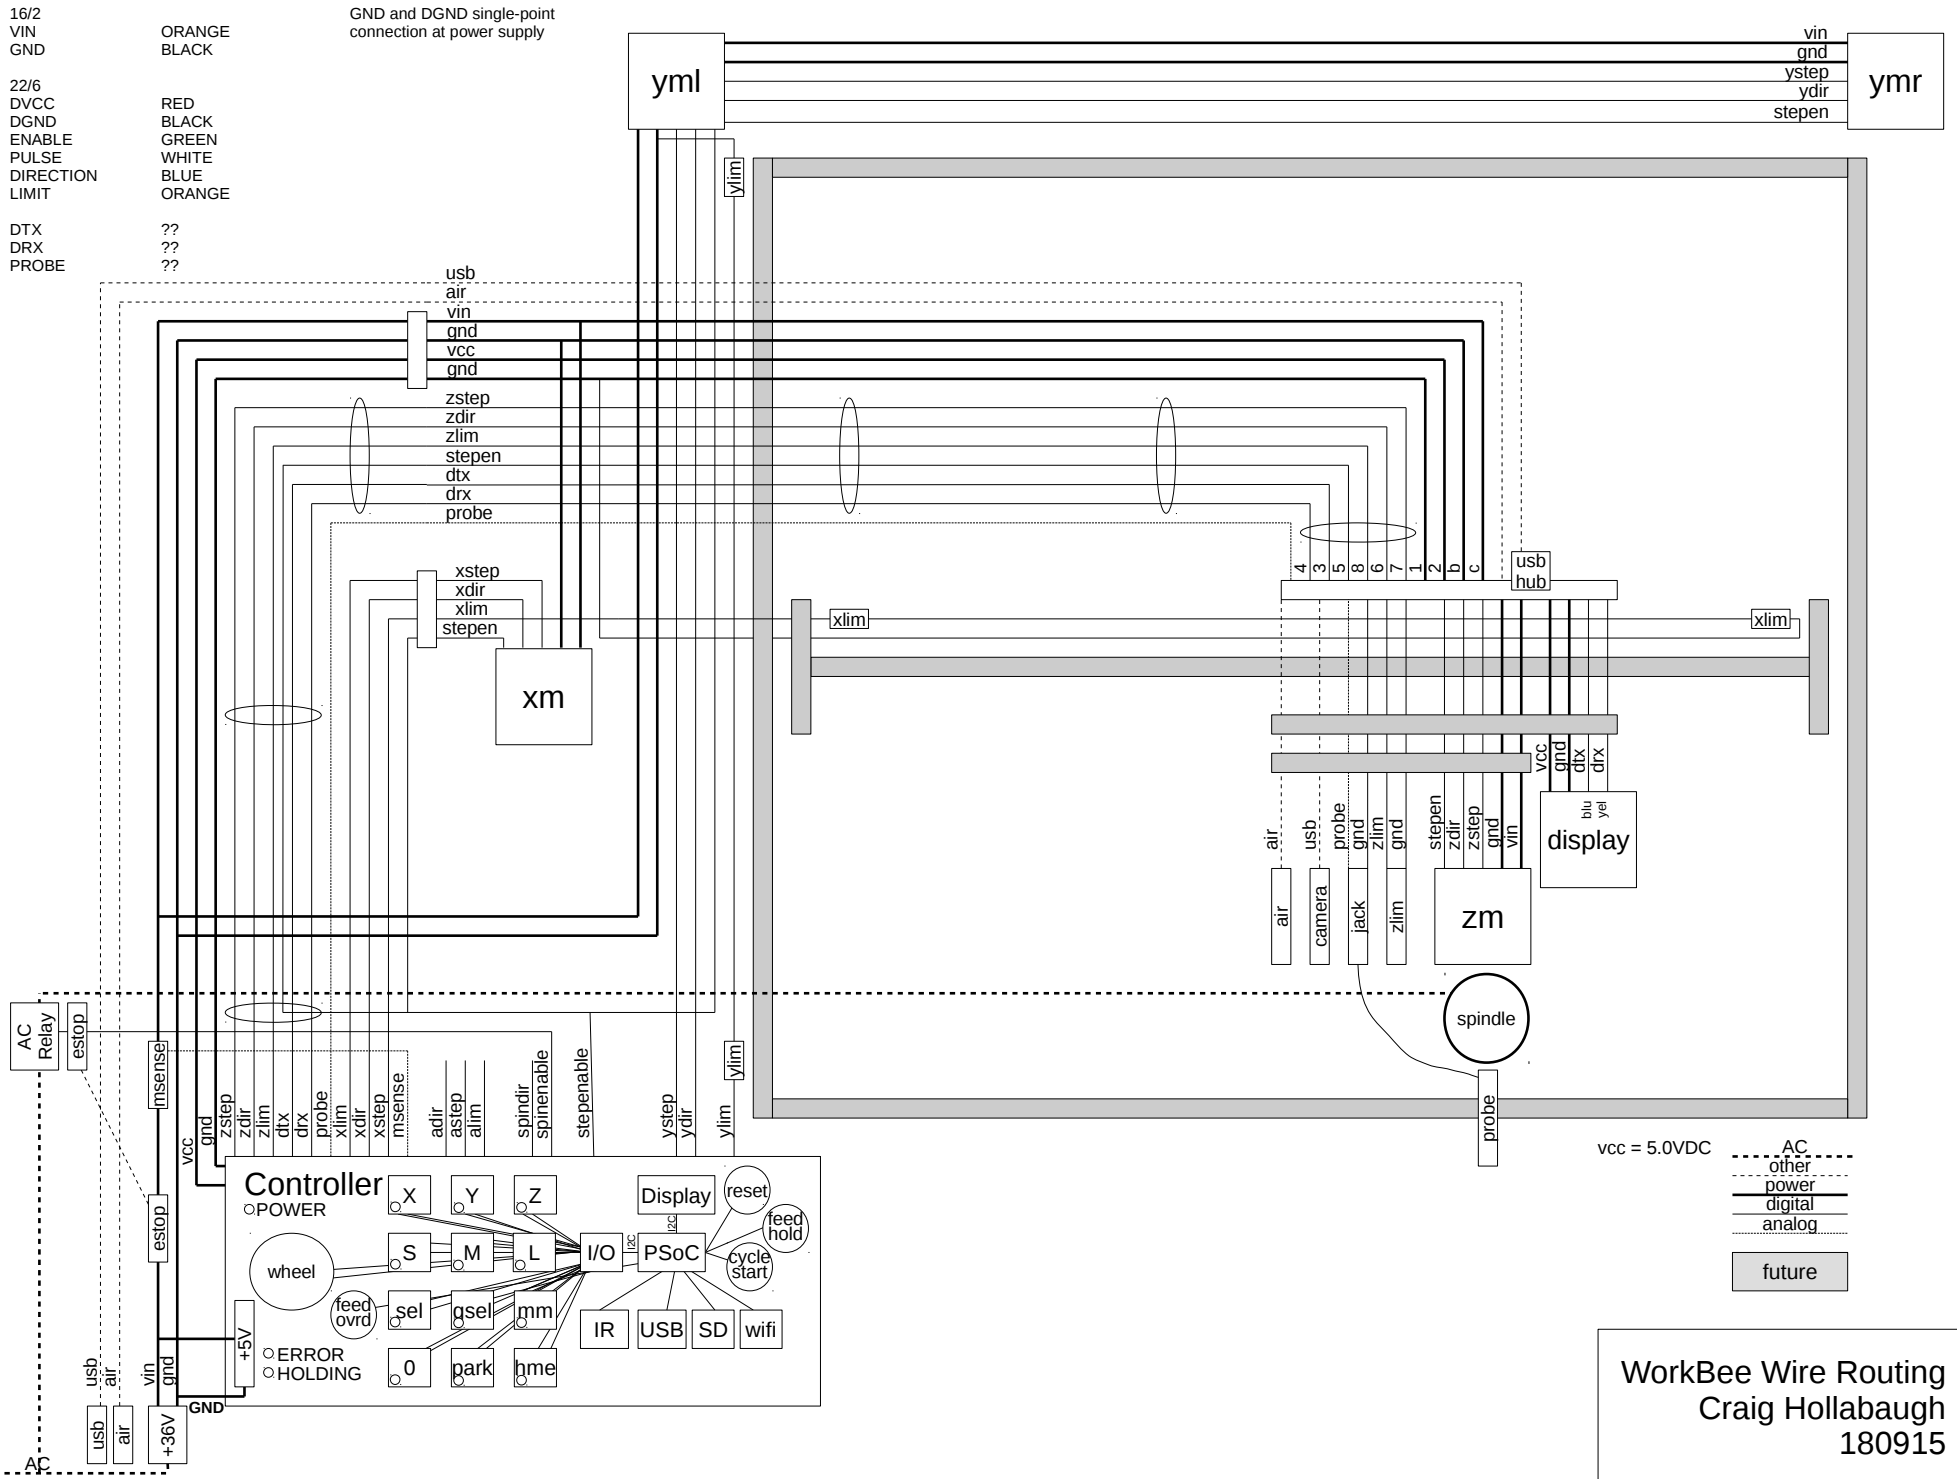 16/2
VIN ORANGE
GND BLACK
22/6
DVCC RED
DGND BLACK
ENABLE GREEN
PULSE WHITE
DIRECTION BLUE
LIMIT ORANGE
DTX ??
DRX ??
PROBE ??
GND and DGND single-point
connection at power supply
yml
vin
gnd
ystep
ydir
stepen
ymr
ylim
usb
air
vin
gnd
vcc
gnd
zstep
zdir
zlim
stepen
dtx
drx
probe
xstep
xdir
xlim
stepen
xm
4 3 5 8 6 7 1 2 b c
usb
hub
xlim
xlim
vcc
gnd
dtx
drx
blu
yel
display
air
usb
probe
gnd
zlim
gnd
stepen
zdir
zstep
gnd
vin
air
camera
jack
zlim
zm
spindle
probe
AC
Relay
estop
msense
vcc
gnd
zstep
zdir
zlim
dtx
drx
probe
xlim
xdir
xstep
msense
adir
astep
alim
spindir
spinenable
stepenable
ystep
ydir
ylim
ylim
estop
Controller
POWER
X
Y
Z
Display
reset
I2C
feed
hold
wheel
S
M
L
I/O
I2C
PSoC
cycle
start
feed
ovrd
sel
gsel
mm
IR
USB
SD
wifi
+5V
ERROR
HOLDING
0
park
hme
usb
air
vin
gnd
GND
usb
air
+36V
AC
vcc = 5.0VDC
AC
other
power
digital
analog
future
WorkBee Wire Routing
Craig Hollabaugh
180915